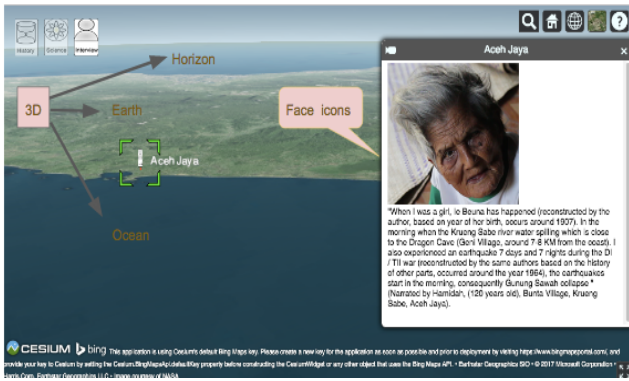 History Science Interview
Aceh Jaya
Horizon
3D
Earth
Face icons
Aceh Jaya
Ocean
"When I was a girl, Ie Beuna has happened (reconstructed by the
author, based on year of her birth, occurs around 1907). In the
morning when the Krueng Sabe river water spilling which is close
to the Dragon Cave (Geni Village, around 7-8 KM from the coast). I
also experienced an earthquake 7 days and 7 nights during the DI
/ TII war (reconstructed by the same authors based on the history
of other parts, occurred around the year 1964), the earthquakes
start in the morning, consequently Gunung Sawah collapse "
(Narrated by Hamidah, (120 years old), Bunta Village, Krueng
Sabe, Aceh Jaya).
CESIUM bing This application is using Cesium's default Bing Maps key. Please create a new key for the application as soon as possible and prior to deployment by visiting https://www.bingmapsportal.com/, and
provide your key to Cesium by setting the Cesium.BingMapsApi.defaultKey property before constructing the CesiumWidget or any other object that uses the Bing Maps API. • Earthstar Geographics SIO • © 2017 Microsoft Corporation •
Harris Corp, Earthstar Geographics LLC • Image courtesy of NASA